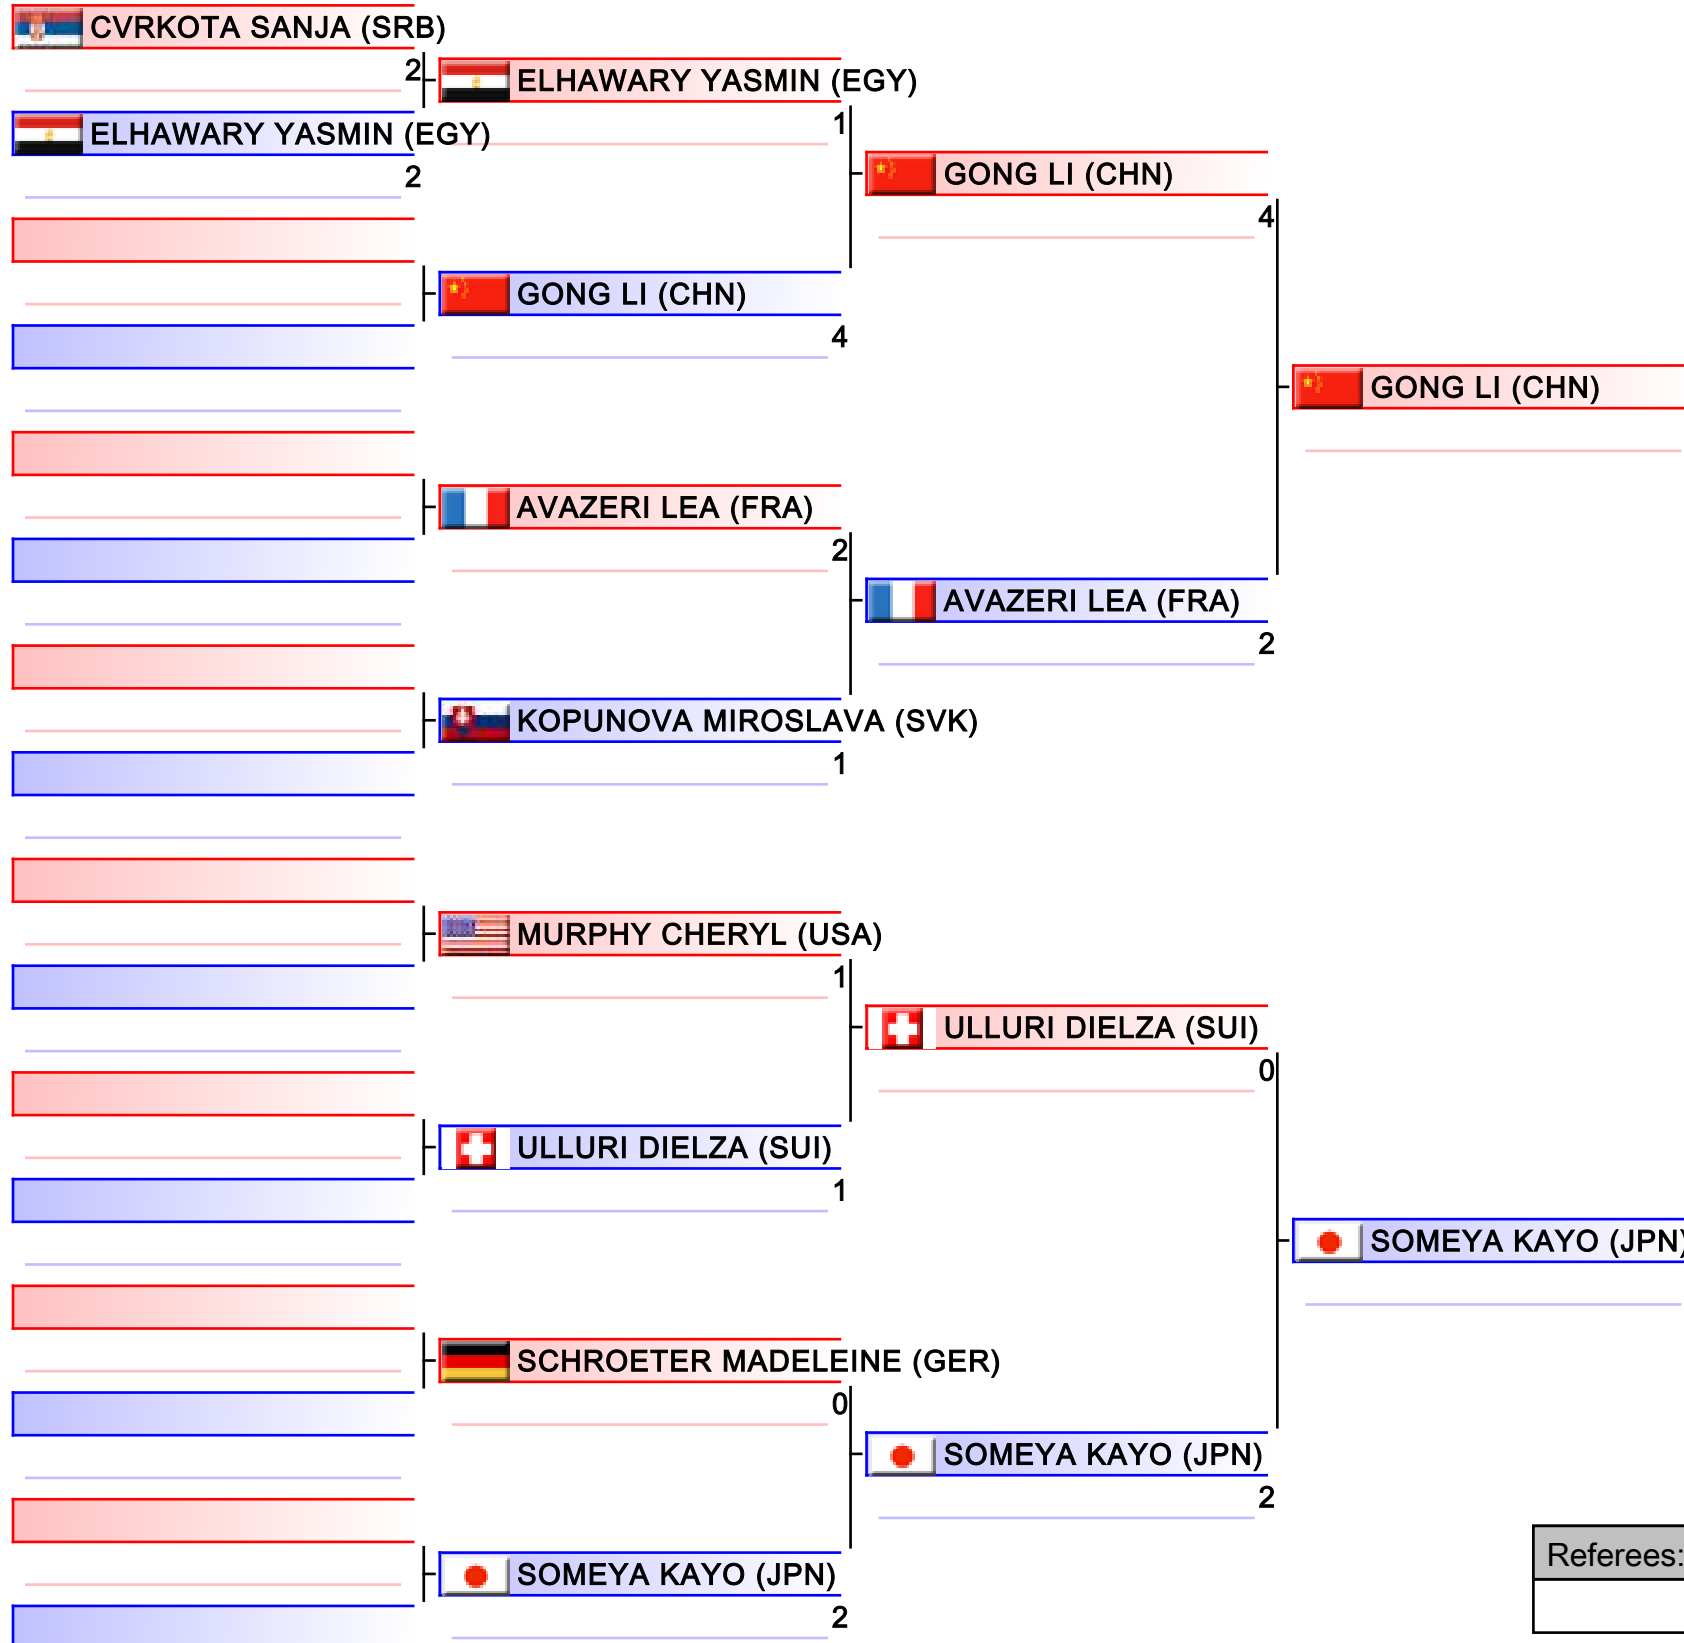 CVRKOTA SANJA (SRB)
2
ELHAWARY YASMIN (EGY)
2
ELHAWARY YASMIN (EGY)
1
GONG LI (CHN)
4
AVAZERI LEA (FRA)
2
KOPUNOVA MIROSLAVA (SVK)
1
MURPHY CHERYL (USA)
1
ULLURI DIELZA (SUI)
1
SCHROETER MADELEINE (GER)
0
SOMEYA KAYO (JPN)
2
GONG LI (CHN)
4
AVAZERI LEA (FRA)
2
ULLURI DIELZA (SUI)
0
SOMEYA KAYO (JPN)
2
GONG LI (CHN)
SOMEYA KAYO (JPN)
Referees: